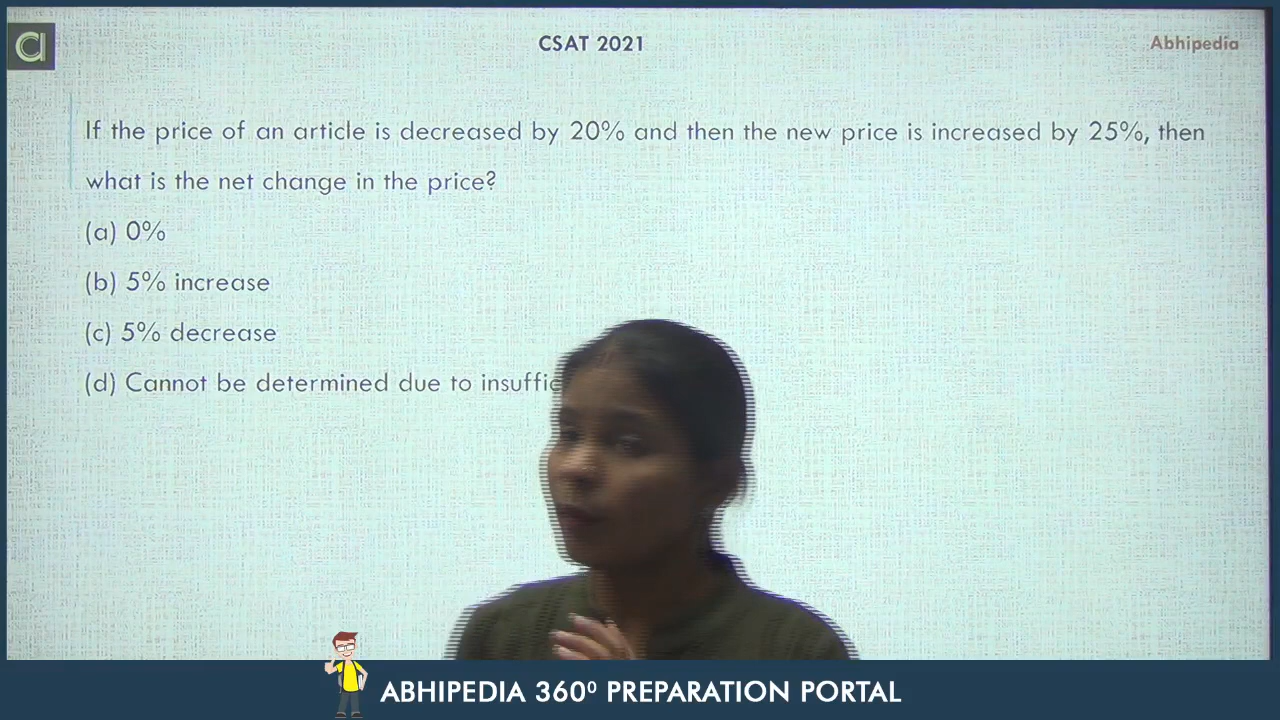 CSAT 2021
Abhipedia
If the price of an article is decreased by 20% and then the new price is increased by 25%, then
what is the net change in the price?
(a) 0%
(b) 5% increase
(c) 5% decrease
(d) Cannot be determined due to
ABHIPEDIA 360⁰ PREPARATION PORTAL